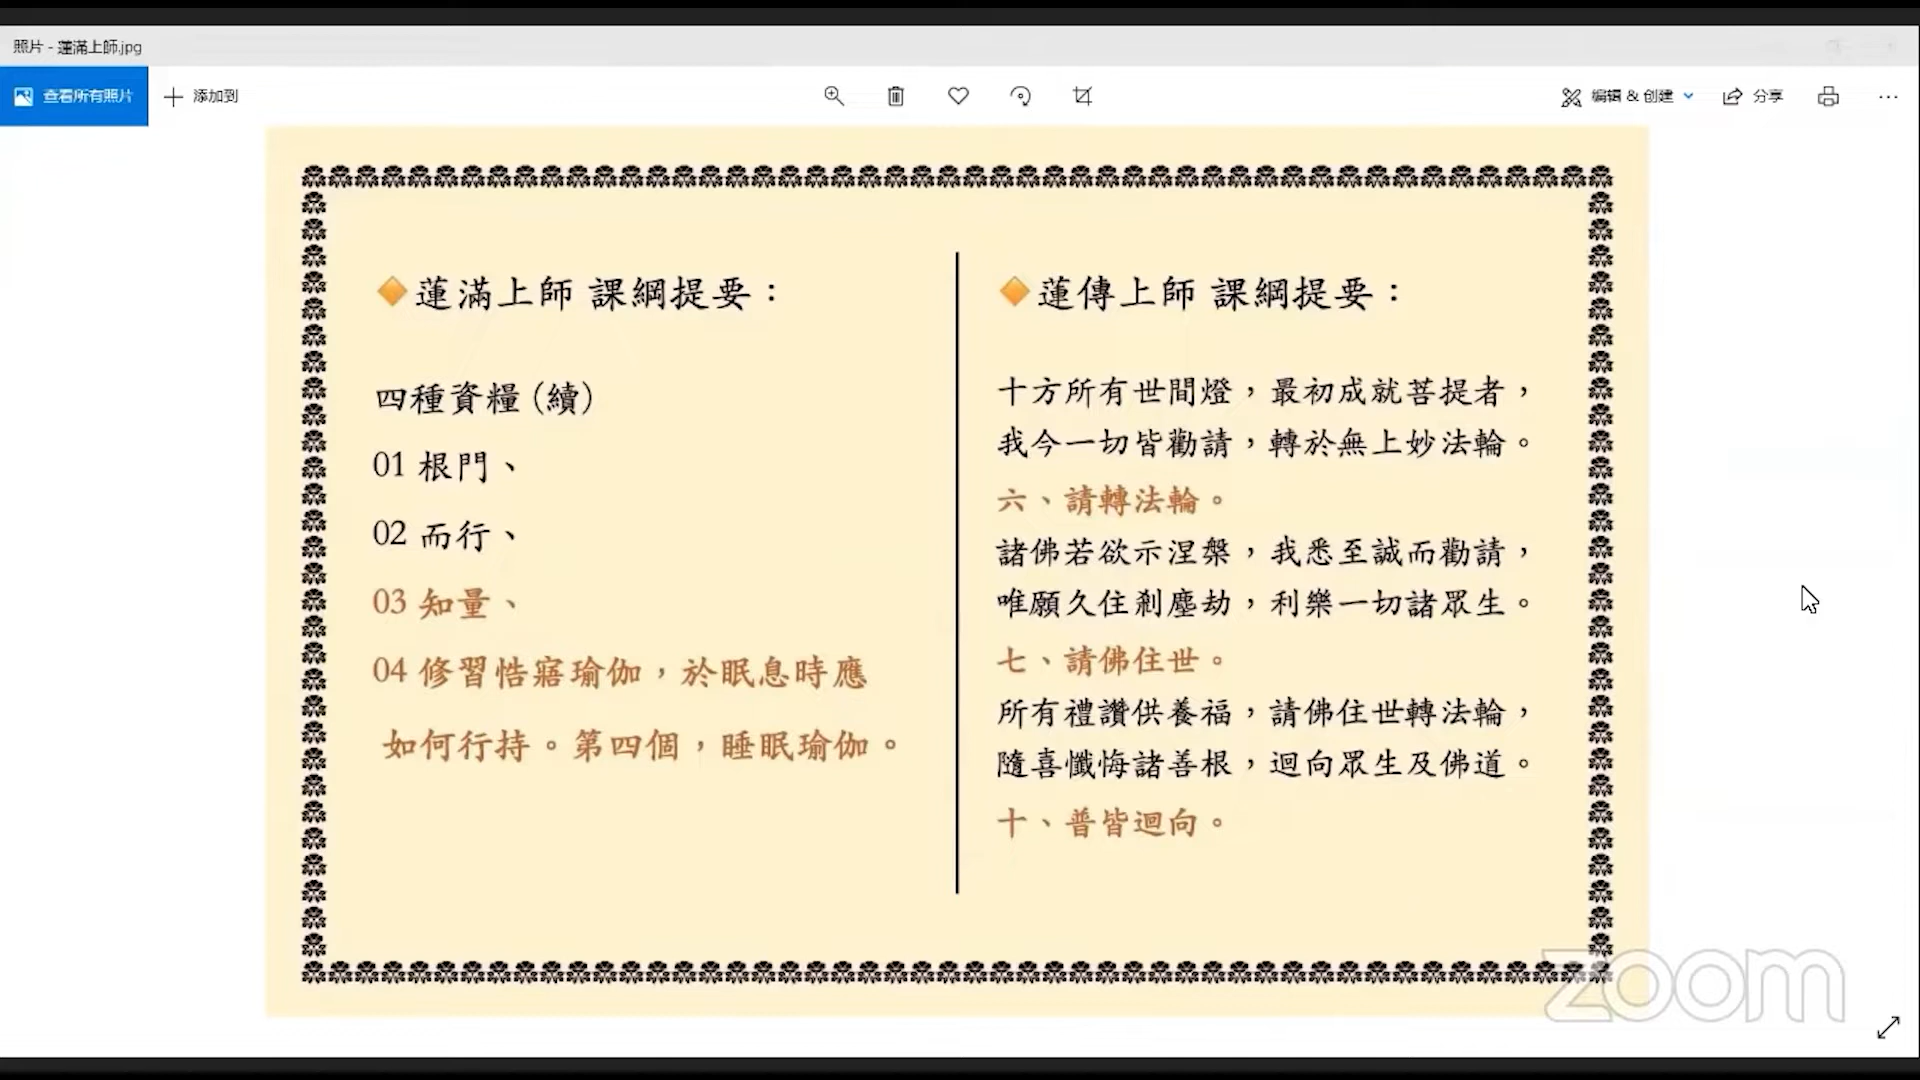 照片 - 蓮滿上師.jpg
查看所有照片
添加到
编辑 & 创建
分享
蓮滿上師 課綱提要：
四種資糧(續)
01 根門、
02 而行、
03 知量、
04 修習悎寤瑜伽，於眠息時應
如何行持。第四個，睡眠瑜伽。
蓮傳上師 課綱提要：
十方所有世間燈，最初成就菩提者，
我今一切皆勸請，轉於無上妙法輪。
六、請轉法輪。
諸佛若欲示涅槃，我悉至誠而勸請，
唯願久住剎塵劫，利樂一切諸眾生。
七、請佛住世。
所有禮讚供養福，請佛住世轉法輪，
隨喜懺悔諸善根，迴向眾生及佛道。
十、普皆迴向。
zoom